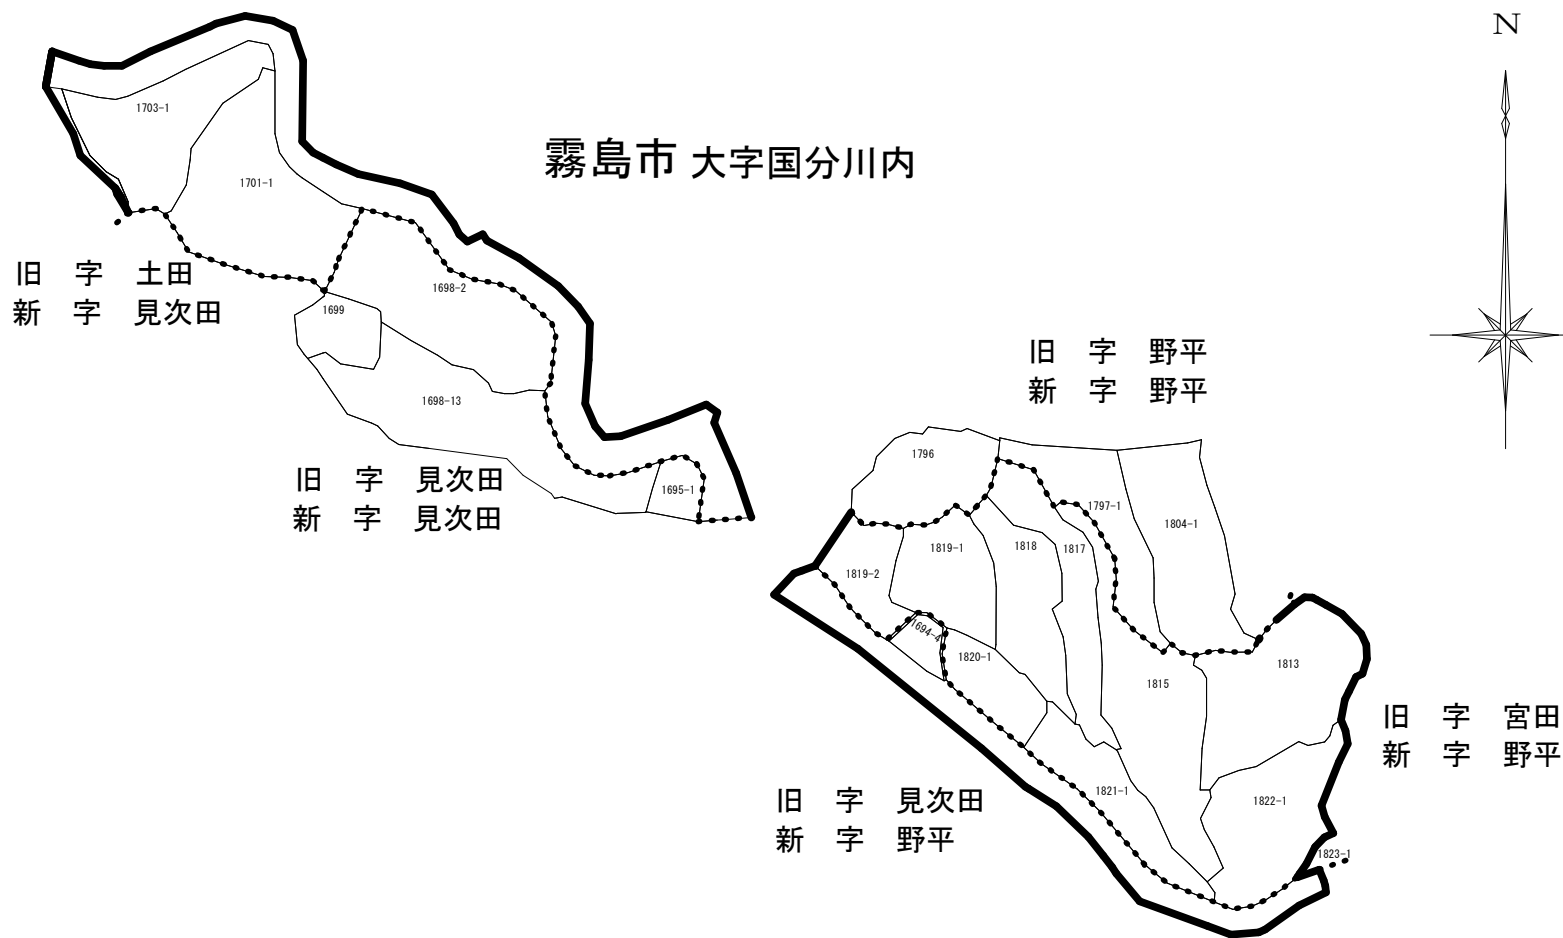 N
1703-1
霧島市 大字国分川内
1701-1
旧 字 土田
新 字 見次田
1698-2
1699
旧 字 野平
新 字 野平
1698-13
1796
旧 字 見次田
新 字 見次田
1695-1
1797-1
1804-1
1819-1
1818
1817
1819-2
1694-4
1820-1
1813
1815
旧 字 宮田
新 字 野平
1821-1
1822-1
旧 字 見次田
新 字 野平
1823-1